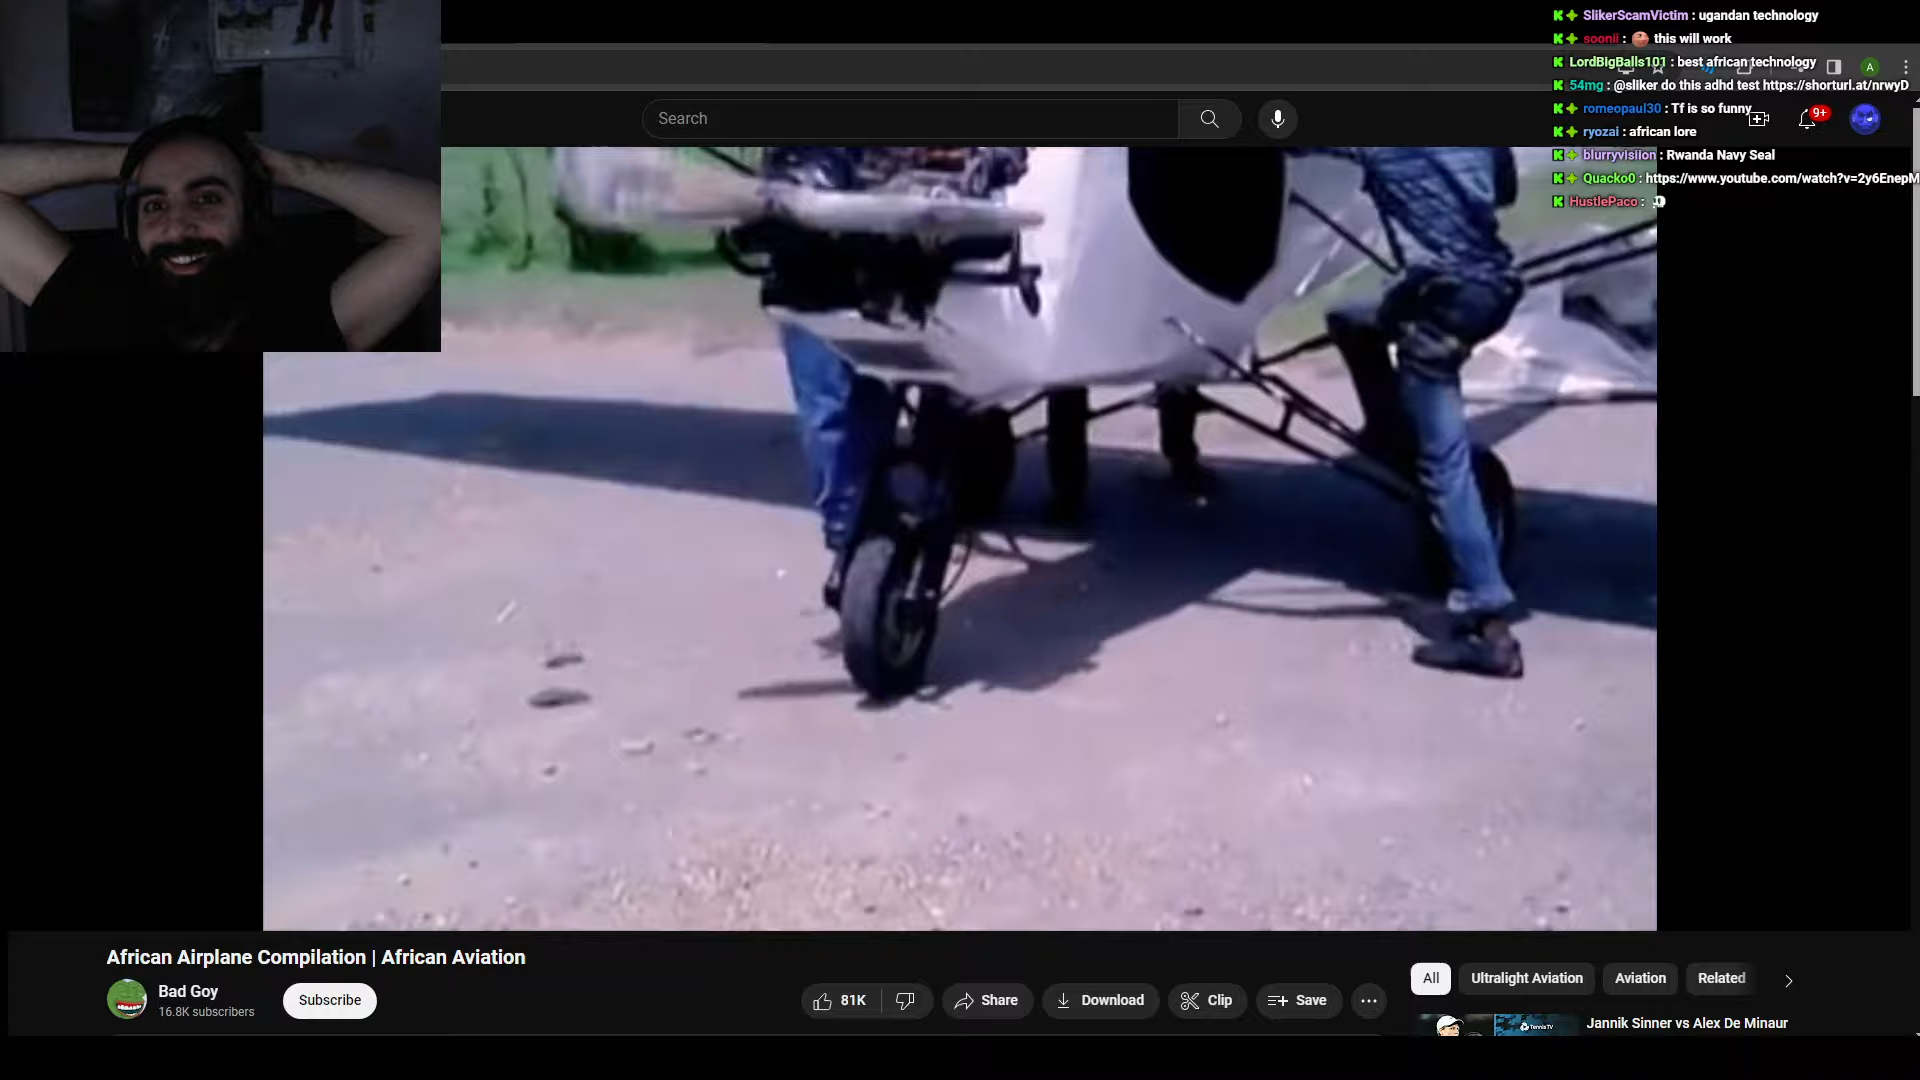 SlikerScamVictim : ugandan technology
soonii : this will work
LordBigBalls101 : best african technology
54mg : @sliker do this adhd test https://shorturl.at/nrwyD
romeopaul30 : Tf is so funny
ryozai : african lore
blurryvisiion : Rwanda Navy Seal
Quacko0 : https://www.youtube.com/watch?v=2y6EnepM
HustlePaco :
A
Search
9+
African Airplane Compilation | African Aviation
Bad Goy
16.8K subscribers
Subscribe
81K
Share
Download
Clip
Save
All
Ultralight Aviation
Aviation
Related
TennisTV
Jannik Sinner vs Alex De Minaur